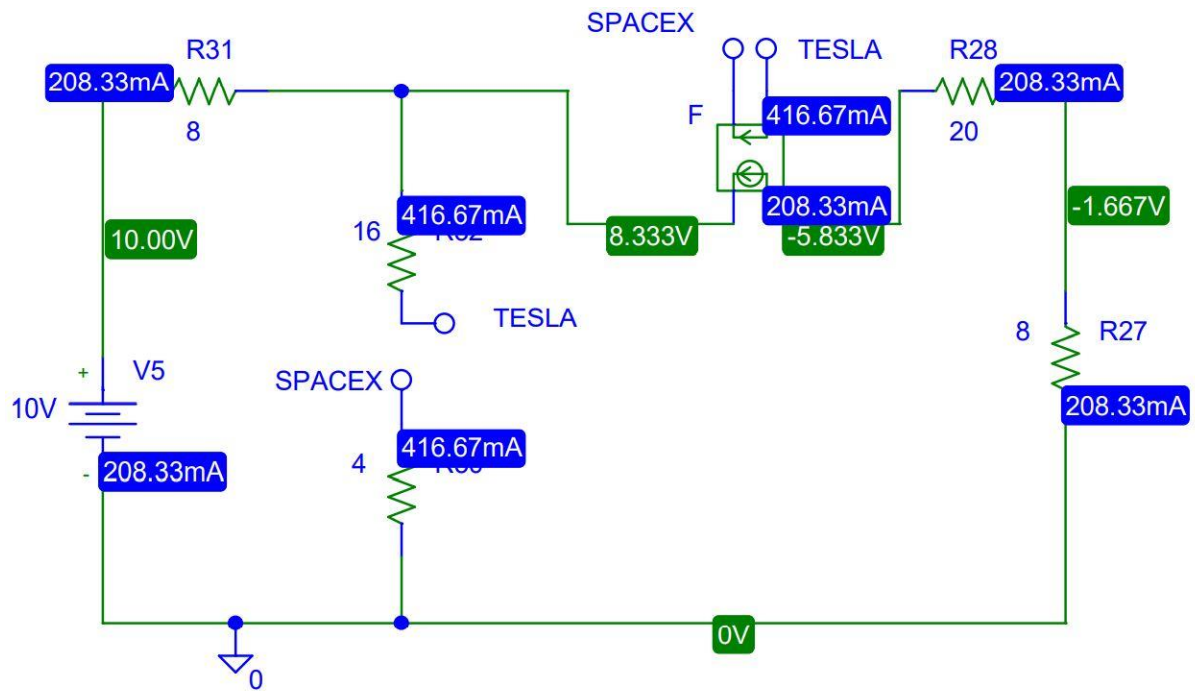 SPACEX
TESLA
R31
R28
208.33mA
208.33mA
8
20
F
416.67mA
416.67mA
208.33mA
16
10.00V
8.333V
-5.833V
-1.667V
TESLA
8
R27
+
V5
SPACEX
10V
208.33mA
416.67mA
-
208.33mA
4
0V
0